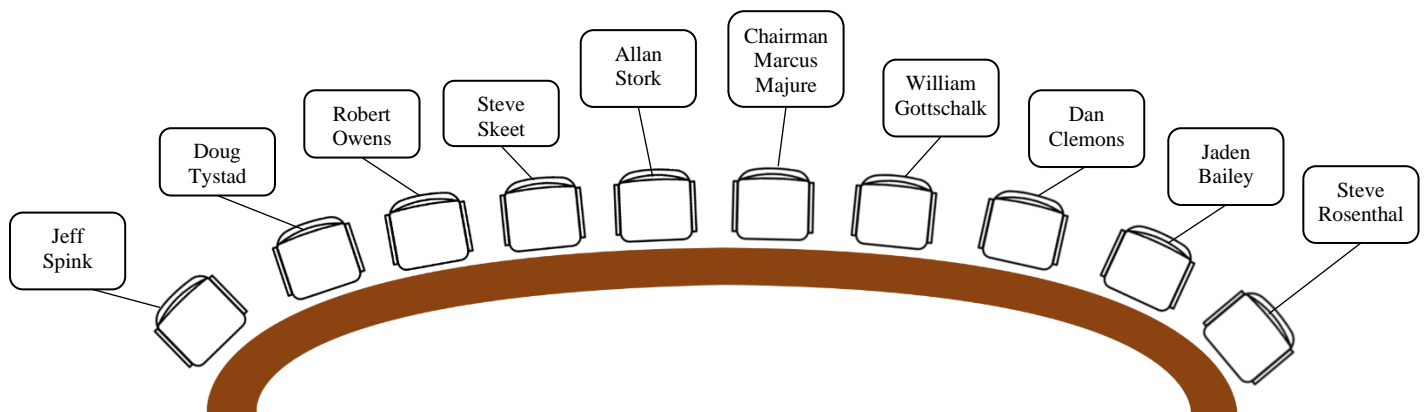 Jeff
Spink
Doug
Tystad
Robert
Owens
Steve
Skeet
Allan
Stork
Chairman
Marcus
Majure
William
Gottschalk
Dan
Clemons
Jaden
Bailey
Steve
Rosenthal